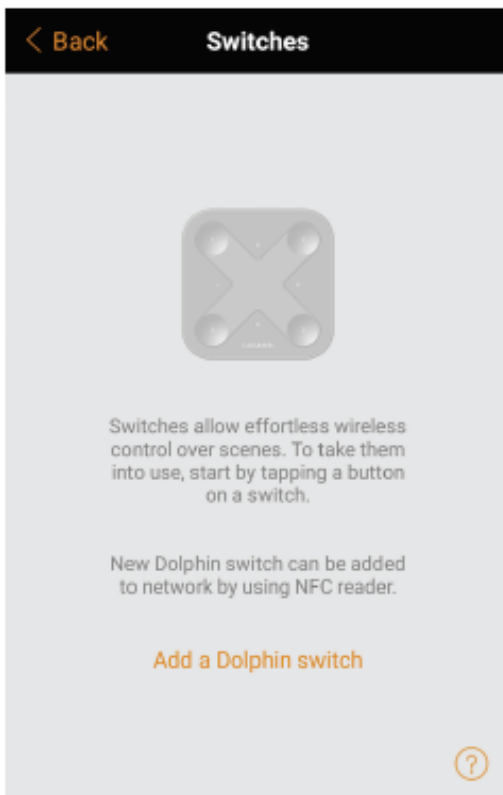 < Back
Switches
Switches allow effortless wireless
control over scenes. To take them
into use, start by tapping a button
on a switch.
New Dolphin switch can be added
to network by using NFC reader.
Add a Dolphin switch
?